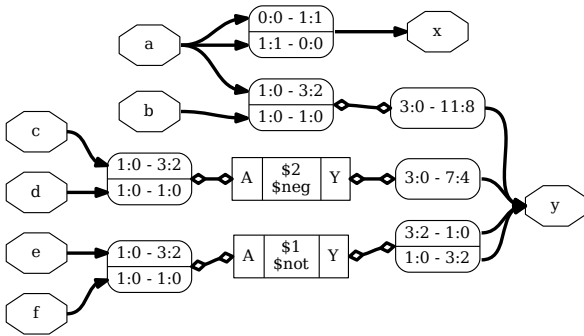 0:0 - 1:1
1:1 - 0:0
x
a
1:0 - 3:2
1:0 - 1:0
3:0 - 11:8
b
c
1:0 - 3:2
1:0 - 1:0
A
$2
$neg
Y
3:0 - 7:4
d
y
e
1:0 - 3:2
1:0 - 1:0
A
$1
$not
Y
3:2 - 1:0
1:0 - 3:2
f